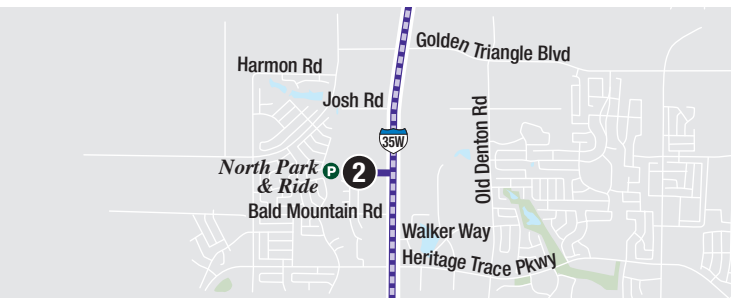 Golden Triangle Blvd
Harmon Rd
Josh Rd
Old Denton Rd
35W
North Park
& Ride
P
2
Bald Mountain Rd
Walker Way
Heritage Trace Pkwy